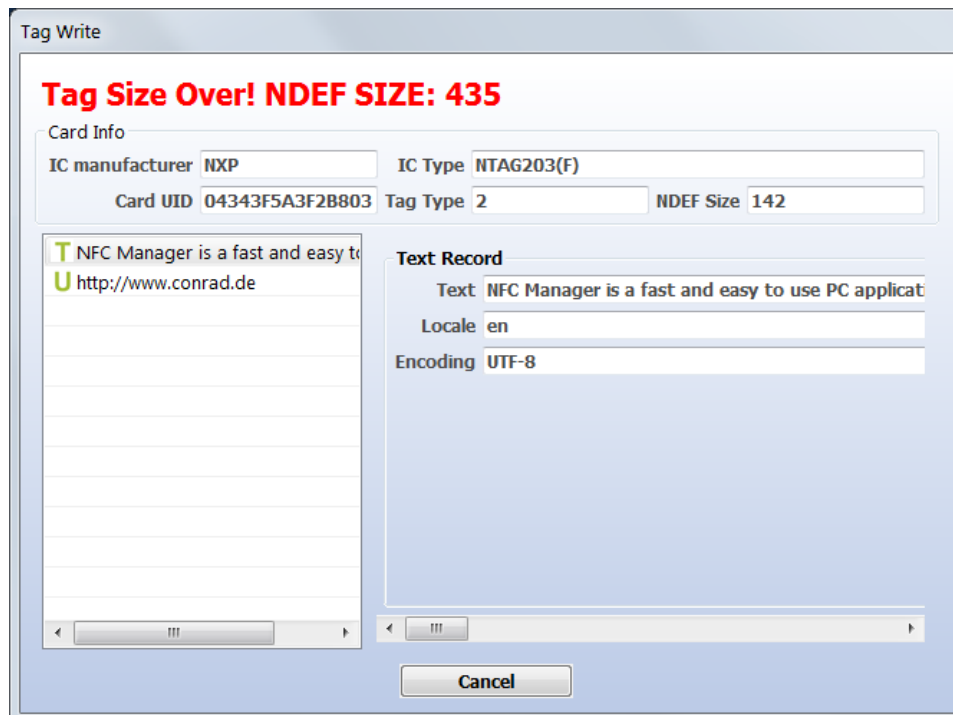 Tag Write
Tag Size Over! NDEF SIZE: 435
Card Info
IC manufacturer NXP IC Type NTAG203(F)
Card UID 04343F5A3F2B803 Tag Type 2 NDEF Size 142
T NFC Manager is a fast and easy to
U http://www.conrad.de
Text Record
Text NFC Manager is a fast and easy to use PC applicati
Locale en
Encoding UTF-8
Cancel